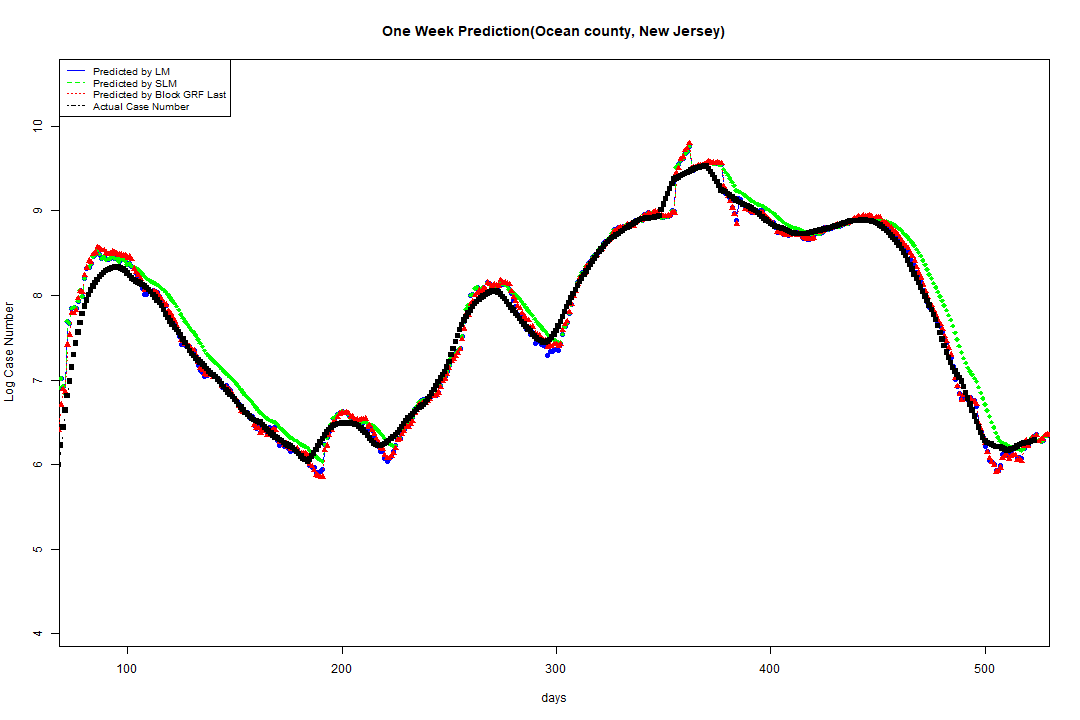 One Week Prediction(Ocean county, New Jersey)
Predicted by LM
Predicted by SLM
Predicted by Block GRF Last
Actual Case Number
Log Case Number
10
9
8
7
6
5
4
100 200 300 400 500
days